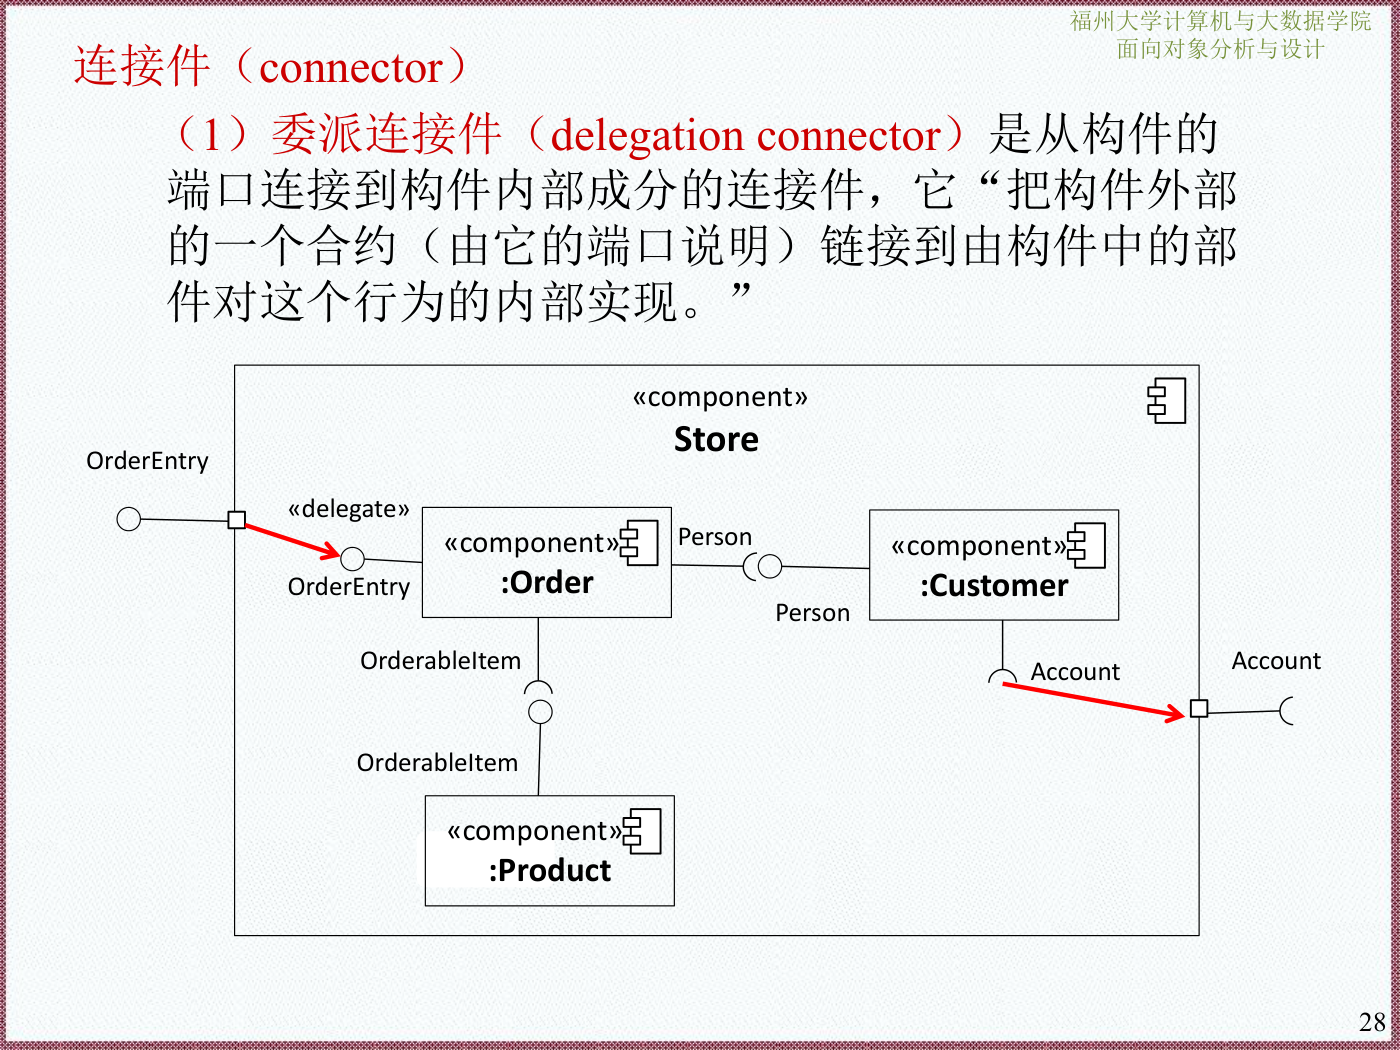 福州大学计算机与大数据学院
面向对象分析与设计
连接件（connector）
（1）委派连接件（delegation connector）是从构件的
端口连接到构件内部成分的连接件，它“把构件外部
的一个合约（由它的端口说明）链接到由构件中的部
件对这个行为的内部实现。”
«component»
Store
OrderEntry
«delegate»
OrderEntry
«component»
:Order
Person
Person
«component»
:Customer
OrderableItem
Account
Account
OrderableItem
«component»
:Product
28